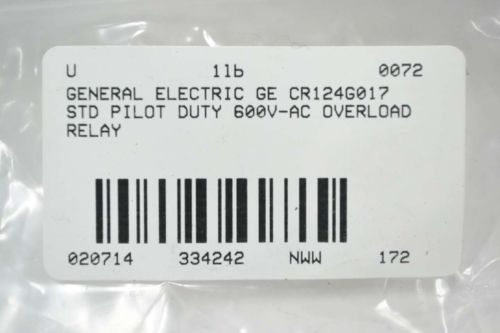 U 1lb 0072
GENERAL ELECTRIC GE CR124G017
STD PILOT DUTY 600V-AC OVERLOAD
RELAY
020714 334242 NWW 172